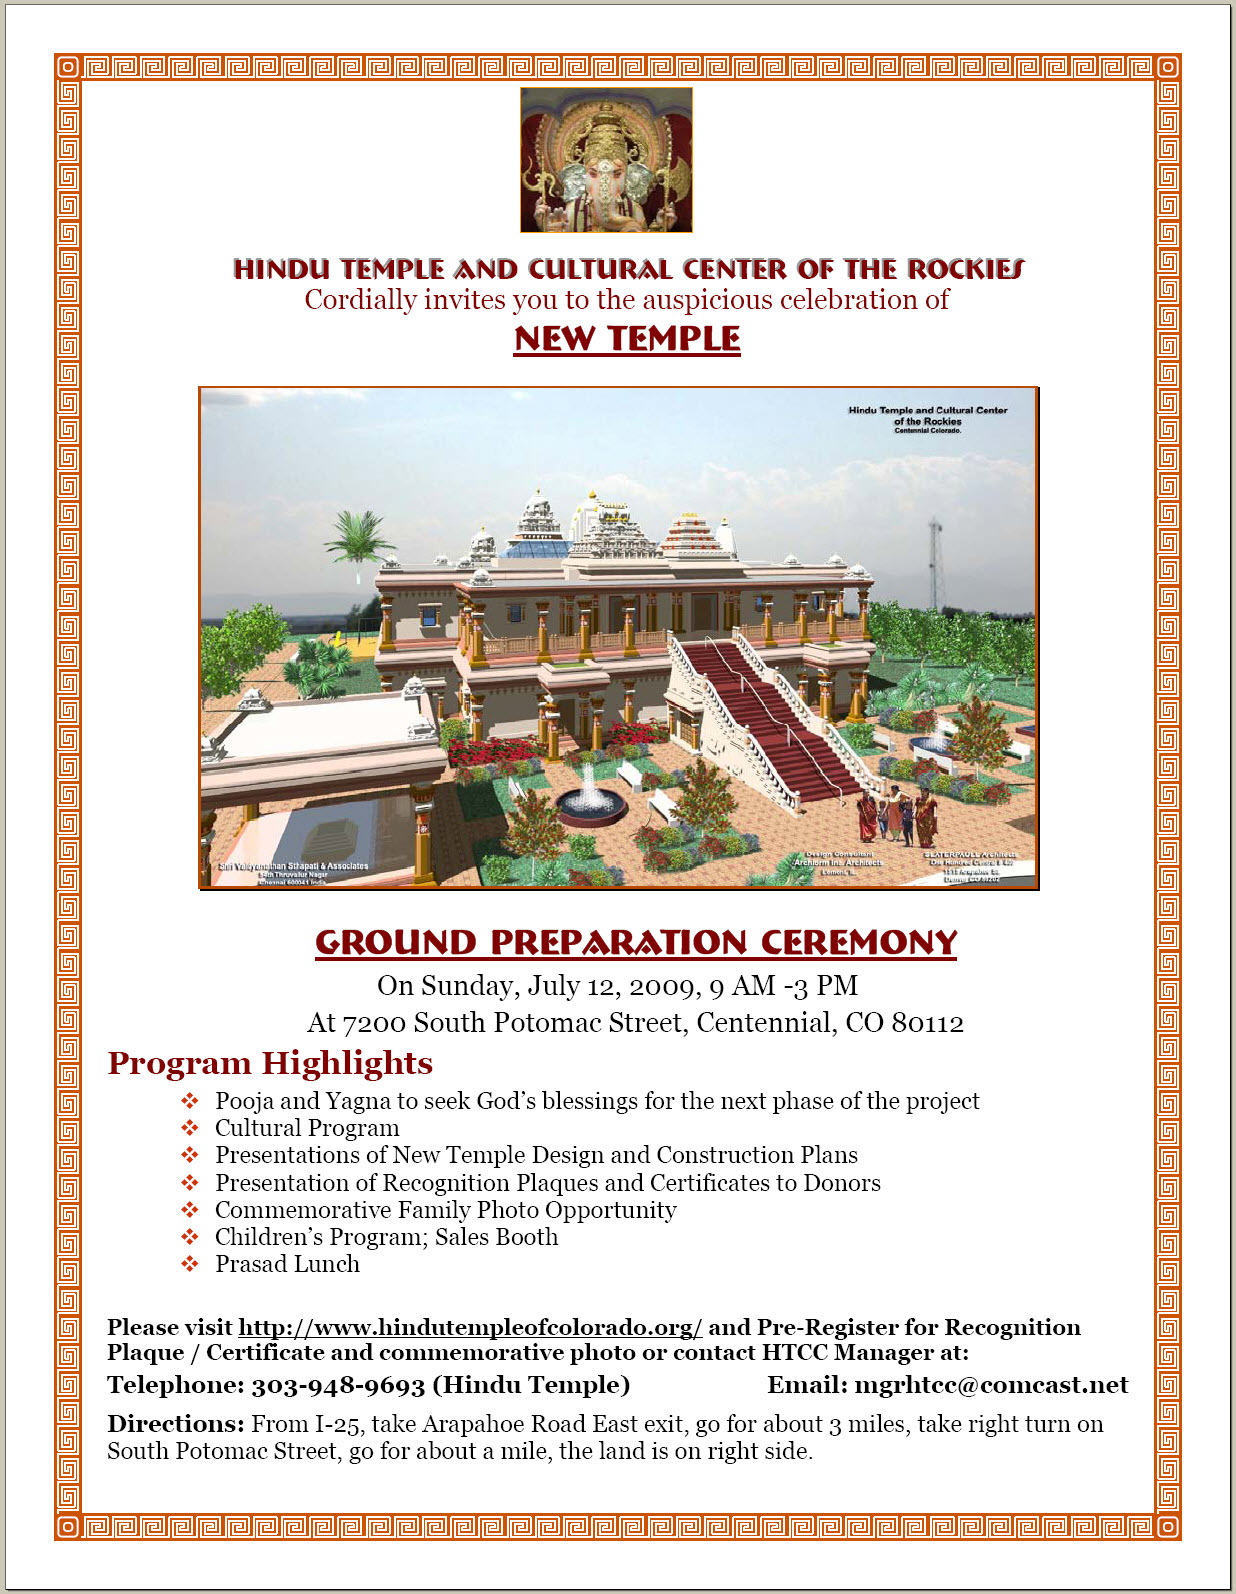 HINDU TEMPLE AND CULTURAL CENTER OF THE ROCKIES
Cordially invites you to the auspicious celebration of
NEW TEMPLE
Hindu Temple and Cultural Center
of the Rockies
Centennial Colorado.
Shri Vaidyanathan Sthapati & Associates
Thiruvalur Nagar
Chennai 600041 India
Design Consultant
Archiform Inc. Architects
SLATERPAULL Architects
Denver CO 80202
GROUND PREPARATION CEREMONY
On Sunday, July 12, 2009, 9 AM -3 PM
At 7200 South Potomac Street, Centennial, CO 80112
Program Highlights
❖ Pooja and Yagna to seek God’s blessings for the next phase of the project
❖ Cultural Program
❖ Presentations of New Temple Design and Construction Plans
❖ Presentation of Recognition Plaques and Certificates to Donors
❖ Commemorative Family Photo Opportunity
❖ Children’s Program; Sales Booth
❖ Prasad Lunch
Please visit http://www.hindutempleofcolorado.org/ and Pre-Register for Recognition
Plaque / Certificate and commemorative photo or contact HTCC Manager at:
Telephone: 303-948-9693 (Hindu Temple) Email: mgrhtcc@comcast.net
Directions: From I-25, take Arapahoe Road East exit, go for about 3 miles, take right turn on
South Potomac Street, go for about a mile, the land is on right side.